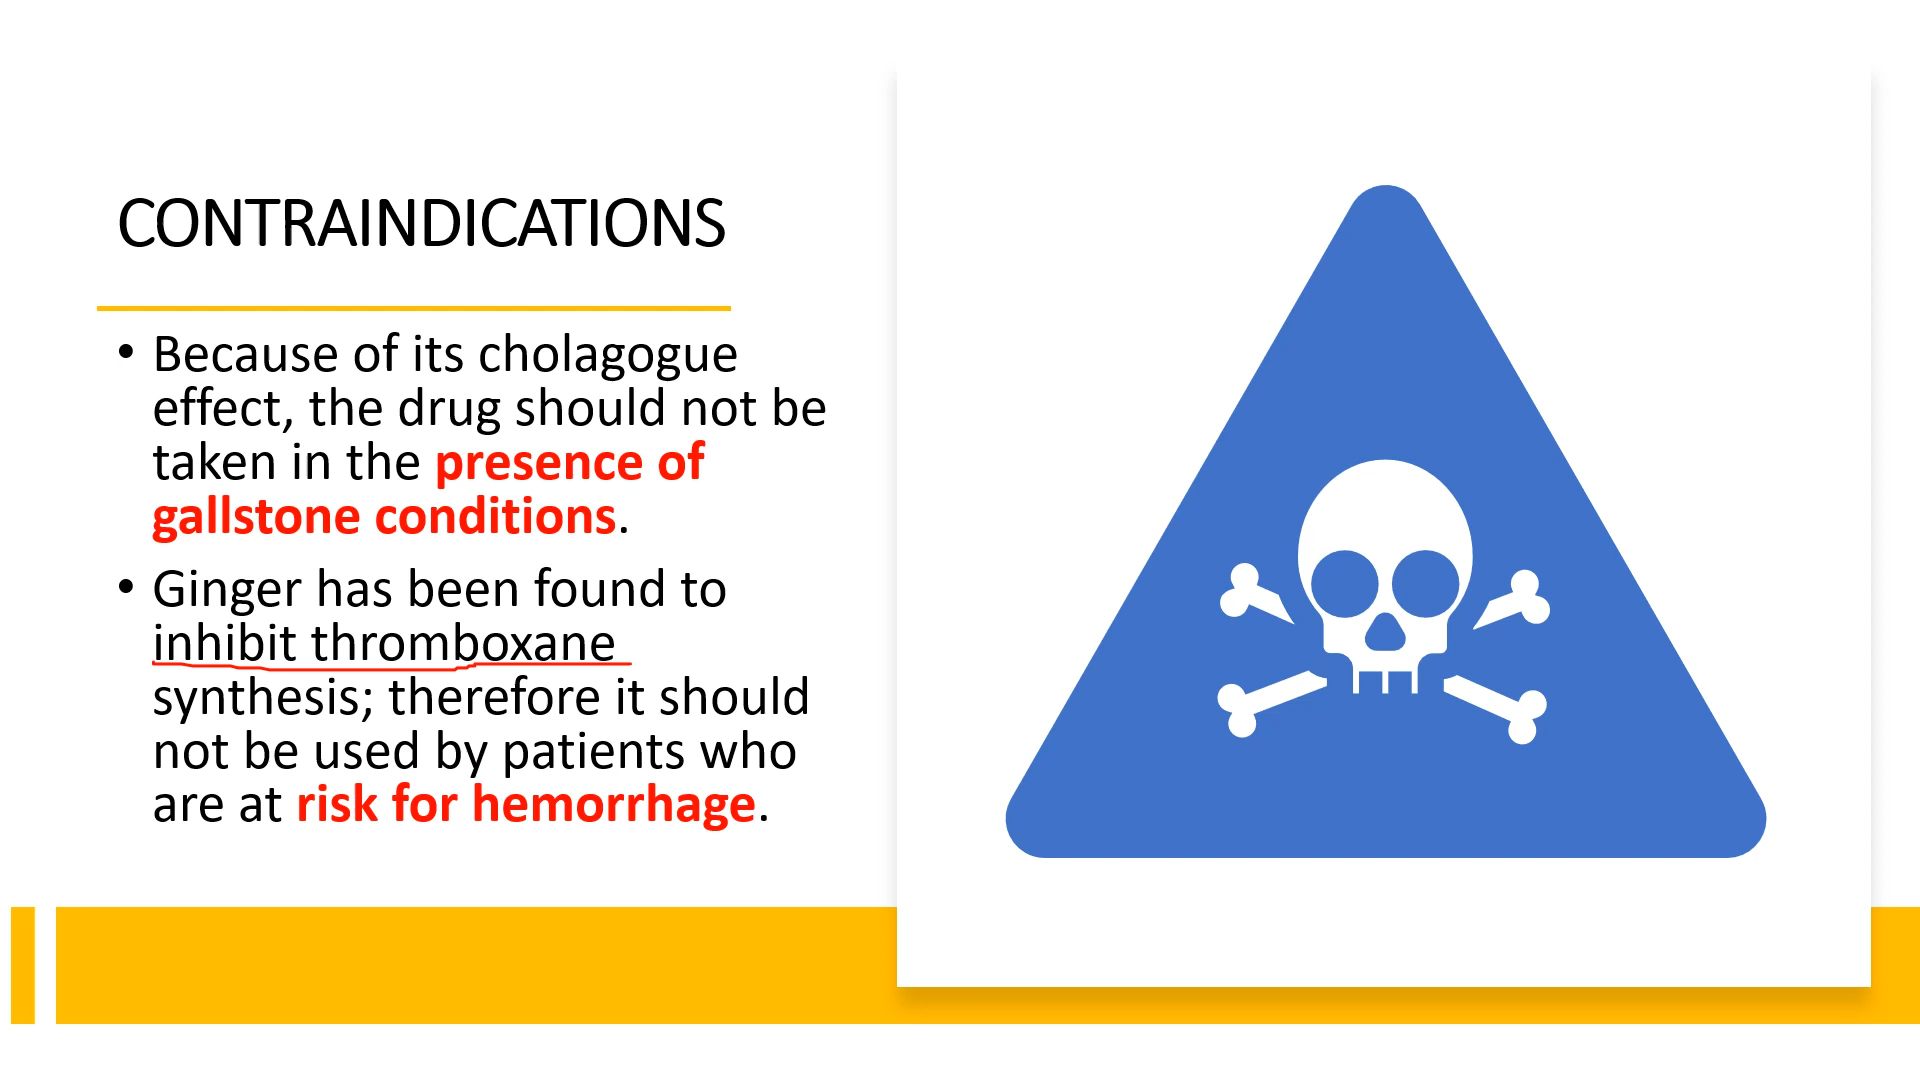 CONTRAINDICATIONS
• Because of its cholagogue
effect, the drug should not be
taken in the presence of
gallstone conditions.
• Ginger has been found to
inhibit thromboxane
synthesis; therefore it should
not be used by patients who
are at risk for hemorrhage.